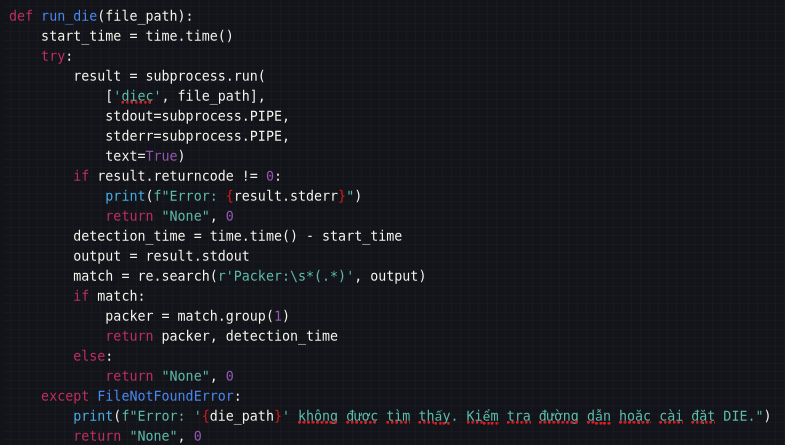 def run_die(file_path):
    start_time = time.time()
    try:
        result = subprocess.run(
            ['diec', file_path],
            stdout=subprocess.PIPE,
            stderr=subprocess.PIPE,
            text=True)
        if result.returncode != 0:
            print(f"Error: {result.stderr}")
            return "None", 0
        detection_time = time.time() - start_time
        output = result.stdout
        match = re.search(r'Packer:\s*(.*)', output)
        if match:
            packer = match.group(1)
            return packer, detection_time
        else:
            return "None", 0
    except FileNotFoundError:
        print(f"Error: '{die_path}' không được tìm thấy. Kiểm tra đường dẫn hoặc cài đặt DIE.")
        return "None", 0